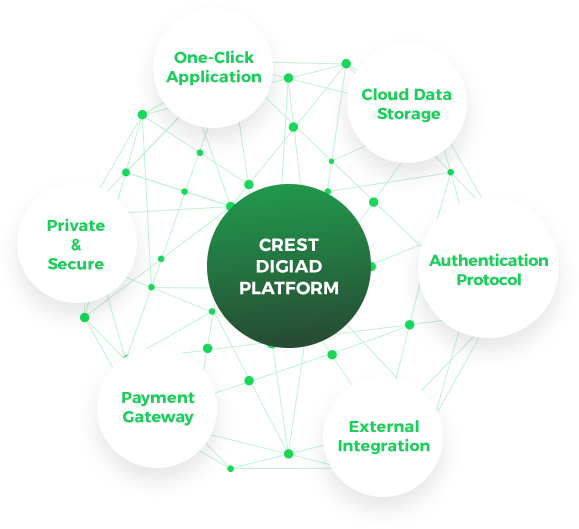 One-Click
Application
Cloud Data
Storage
Private
&
Secure
CREST
DIGIAD
PLATFORM
Authentication
Protocol
Payment
Gateway
External
Integration